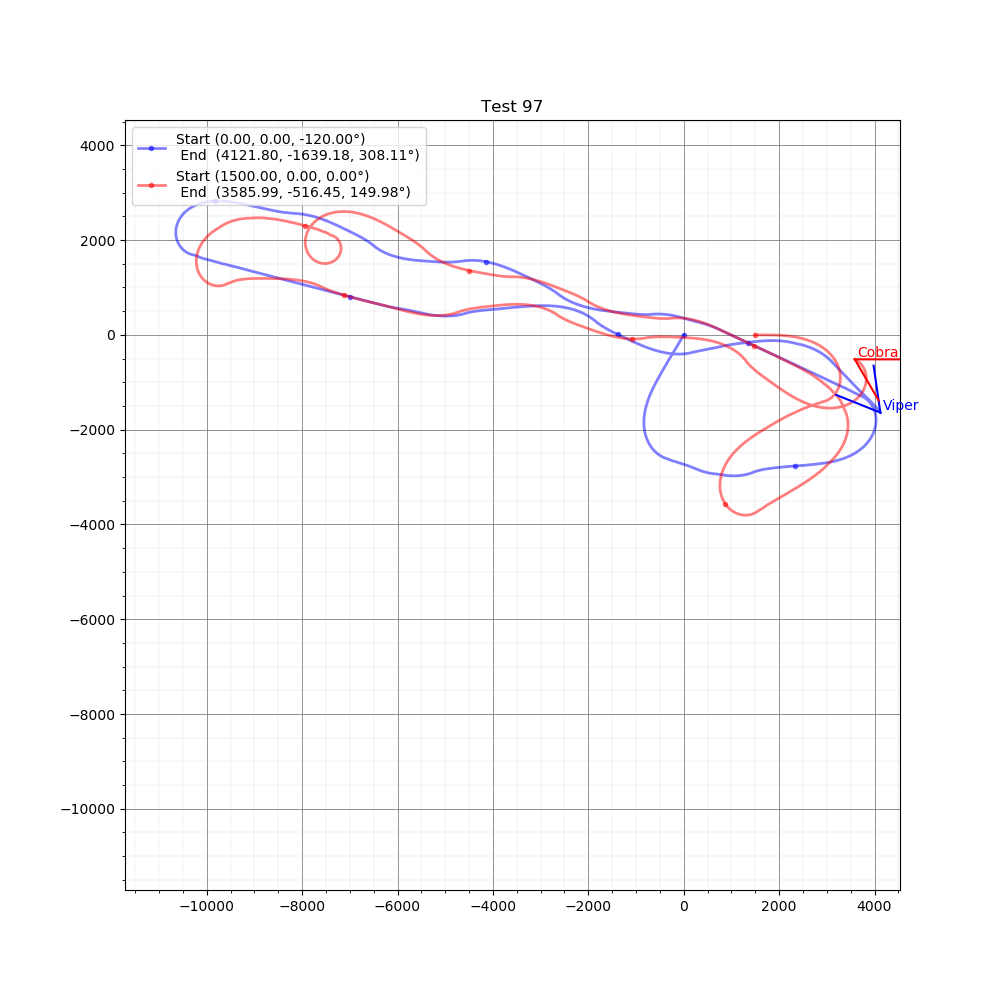 Test 97
Start (0.00, 0.00, -120.00°)
End (4121.80, -1639.18, 308.11°)
Start (1500.00, 0.00, 0.00°)
End (3585.99, -516.45, 149.98°)
4000
2000
0
−2000
−4000
−6000
−8000
−10000
Cobra
Viper
−10000
−8000
−6000
−4000
−2000
0
2000
4000